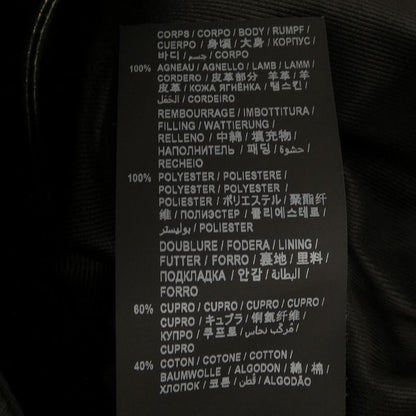 CORPS / CORPO / BODY / RUMPF /
CUERPO / 身頃 / 大身 / КОРПУС /
바디 / جسم / CORPO
100% AGNEAU / AGNELLO / LAMB / LAMM /
CORDERO / 皮革部分 羊革 / 羊
皮革 / КОЖА ЯГНЁНКА / 램스킨 /
الحَمَل / CORDEIRO
REMBOURRAGE / IMBOTTITURA /
FILLING / WATTIERUNG /
RELLENO / 中綿 / 填充物 /
НАПОЛНИТЕЛЬ / 패딩 / حشوة /
RECHEIO
100% POLYESTER / POLIESTERE /
POLYESTER / POLYESTER /
POLIESTER / ポリエステル / 聚酯纤
维 / ПОЛИЭСТЕР / 폴리에스테르 /
بوليستر / POLIESTER
DOUBLURE / FODERA / LINING /
FUTTER / FORRO / 裏地 / 里料 /
ПОДКЛАДКА / 안감 / البطانة /
FORRO
60% CUPRO / CUPRO / CUPRO / CUPRO /
CUPRO / キュプラ / 铜氨纤维 /
КУПРО / 쿠프로 / مُركّب نحاسي /
CUPRO
40% COTON / COTONE / COTTON /
BAUMWOLLE / ALGODON / 綿 / 棉 /
ХЛОПОК / 코튼 / قطن / ALGODÃO